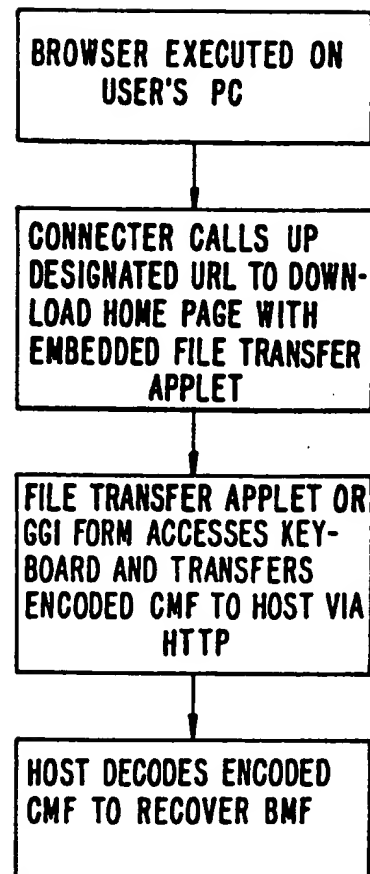 BROWSER EXECUTED ON
USER'S PC
CONNECTER CALLS UP
DESIGNATED URL TO DOWN-
LOAD HOME PAGE WITH
EMBEDDED FILE TRANSFER
APPLET
FILE TRANSFER APPLET OR
GGI FORM ACCESSES KEY-
BOARD AND TRANSFERS
ENCODED CMF TO HOST VIA
HTTP
HOST DECODES ENCODED
CMF TO RECOVER BMF